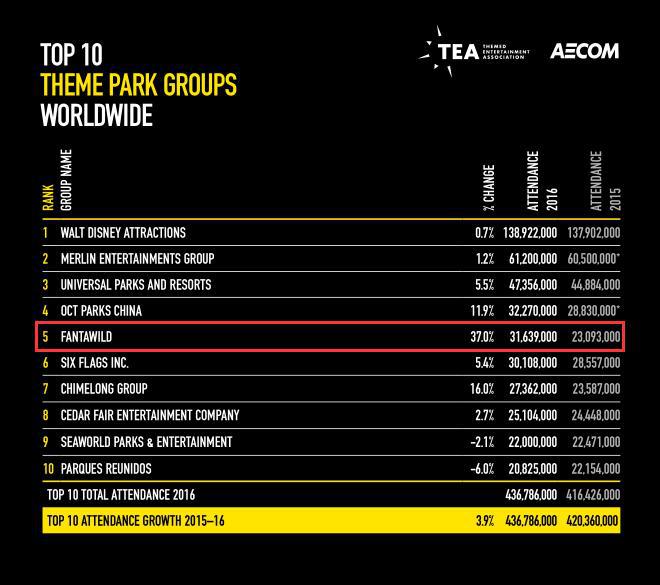 TOP 10
THEME PARK GROUPS
WORLDWIDE
TEA THEMED
ENTERTAINMENT
ASSOCIATION
AECOM
RANK GROUP NAME % CHANGE ATTENDANCE 2016 ATTENDANCE 2015
1 WALT DISNEY ATTRACTIONS 0.7% 138,922,000 137,902,000
2 MERLIN ENTERTAINMENTS GROUP 1.2% 61,200,000 60,500,000*
3 UNIVERSAL PARKS AND RESORTS 5.5% 47,356,000 44,884,000
4 OCT PARKS CHINA 11.9% 32,270,000 28,830,000*
5 FANTAWILD 37.0% 31,639,000 23,093,000
6 SIX FLAGS INC. 5.4% 30,108,000 28,557,000
7 CHIMELONG GROUP 16.0% 27,362,000 23,587,000
8 CEDAR FAIR ENTERTAINMENT COMPANY 2.7% 25,104,000 24,448,000
9 SEAWORLD PARKS & ENTERTAINMENT -2.1% 22,000,000 22,471,000
10 PARQUES REUNIDOS -6.0% 20,825,000 22,154,000
TOP 10 TOTAL ATTENDANCE 2016 436,786,000 416,426,000
TOP 10 ATTENDANCE GROWTH 2015–16 3.9% 436,786,000 420,360,000